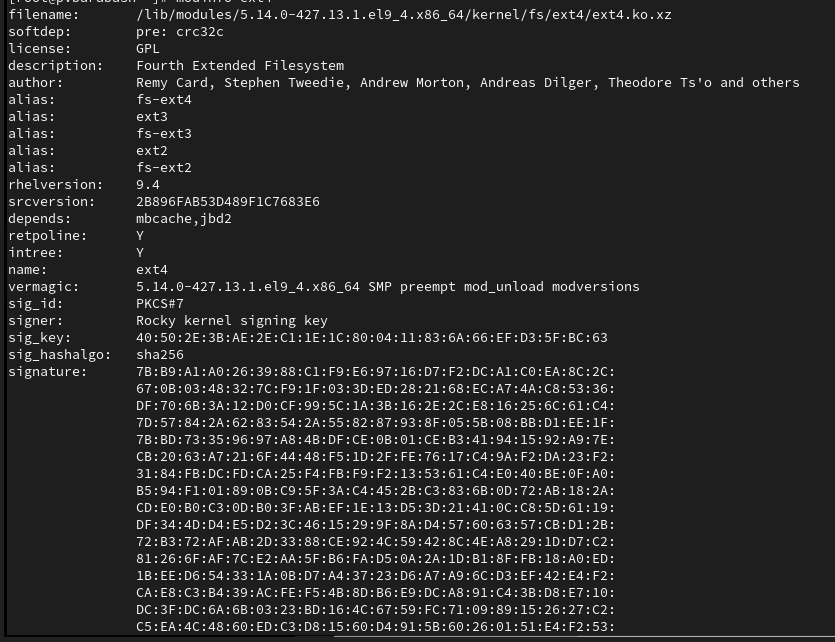 filename:       /lib/modules/5.14.0-427.13.1.el9_4.x86_64/kernel/fs/ext4/ext4.ko.xz
softdep:        pre: crc32c
license:        GPL
description:    Fourth Extended Filesystem
author:         Remy Card, Stephen Tweedie, Andrew Morton, Andreas Dilger, Theodore Ts'o and others
alias:          fs-ext4
alias:          ext3
alias:          fs-ext3
alias:          ext2
alias:          fs-ext2
rhelversion:    9.4
srcversion:     2B896FAB53D489F1C7683E6
depends:        mbcache,jbd2
retpoline:      Y
intree:         Y
name:           ext4
vermagic:       5.14.0-427.13.1.el9_4.x86_64 SMP preempt mod_unload modversions
sig_id:         PKCS#7
signer:         Rocky kernel signing key
sig_key:        40:50:2E:3B:AE:2E:C1:1E:1C:80:04:11:83:6A:66:EF:D3:5F:BC:63
sig_hashalgo:   sha256
signature:      7B:B9:A1:A0:26:39:88:C1:F9:E6:97:16:D7:F2:DC:A1:C0:EA:8C:2C:
                67:0B:03:48:32:7C:F9:1F:03:3D:ED:28:21:68:EC:A7:4A:C8:53:36:
                DF:70:6B:3A:12:D0:CF:99:5C:1A:3B:16:2E:2C:E8:16:25:6C:61:C4:
                7D:57:84:2A:62:83:54:2A:55:82:87:93:8F:05:5B:08:BB:D1:EE:1F:
                7B:BD:73:35:96:97:A8:4B:DF:CE:0B:01:CE:B3:41:94:15:92:A9:7E:
                CB:20:63:A7:21:6F:44:48:F5:1D:2F:FE:76:17:C4:9A:F2:DA:23:F2:
                31:84:FB:DC:FD:CA:25:F4:FB:F9:F2:13:53:61:C4:E0:40:BE:0F:A0:
                B5:94:F1:01:89:0B:C9:5F:3A:C4:45:2B:C3:83:6B:0D:72:AB:18:2A:
                CD:E0:B0:C3:0D:B0:3F:AB:EF:1E:13:D5:3D:21:41:0C:C8:5D:61:19:
                DF:34:4D:D4:E5:D2:3C:46:15:29:9F:8A:D4:57:60:63:57:CB:D1:2B:
                72:B3:72:AF:AB:2D:33:88:CE:92:4C:59:42:8C:4E:A8:29:1D:D7:C2:
                81:26:6F:AF:7C:E2:AA:5F:B6:FA:D5:0A:2A:1D:B1:8F:FB:18:A0:ED:
                1B:EE:D6:54:33:1A:0B:D7:A4:37:23:D6:A7:A9:6C:D3:EF:42:E4:F2:
                CA:E8:C3:B4:39:AC:FE:F5:4B:8D:B6:E9:DC:A8:91:C4:3B:D8:E7:10:
                DC:3F:DC:6A:6B:03:23:BD:16:4C:67:59:FC:71:09:89:15:26:27:C2:
                C5:EA:4C:48:60:ED:C3:D8:15:60:D4:91:5B:60:26:01:51:E4:F2:53: